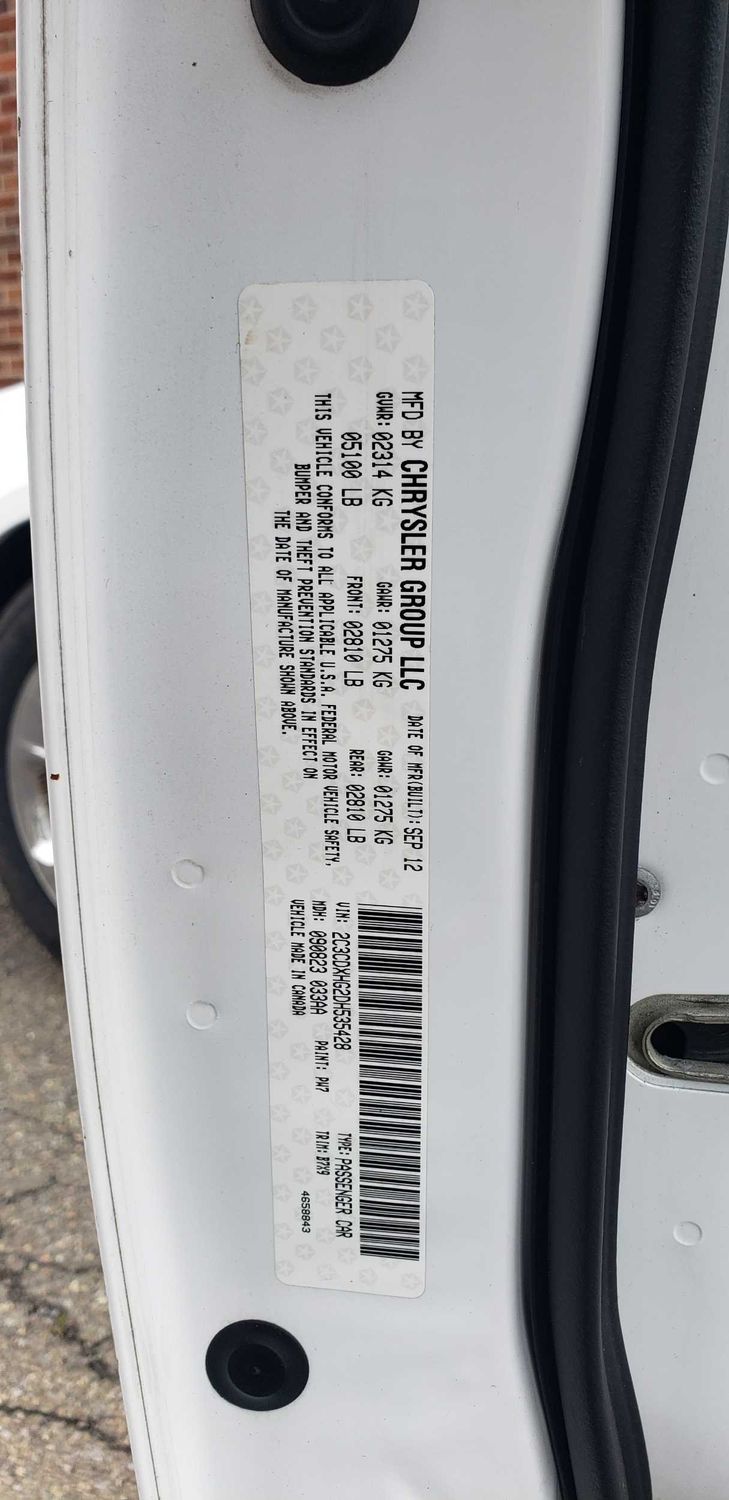 MFD BY CHRYSLER GROUP LLC DATE OF MFR(BUILT): SEP 12
GVWR: 02314 KG GAWR: 01275 KG GAWR: 01275 KG
05100 LB FRONT: 02810 LB REAR: 02810 LB
THIS VEHICLE CONFORMS TO ALL APPLICABLE U.S.A. FEDERAL MOTOR VEHICLE SAFETY,
BUMPER AND THEFT PREVENTION STANDARDS IN EFFECT ON
THE DATE OF MANUFACTURE SHOWN ABOVE.
VIN: 2C3CDXHG2DH535428 TYPE: PASSENGER CAR
MDH: 090823 033AA PAINT: PW7 TRIM: B7X9
VEHICLE MADE IN CANADA 4658843